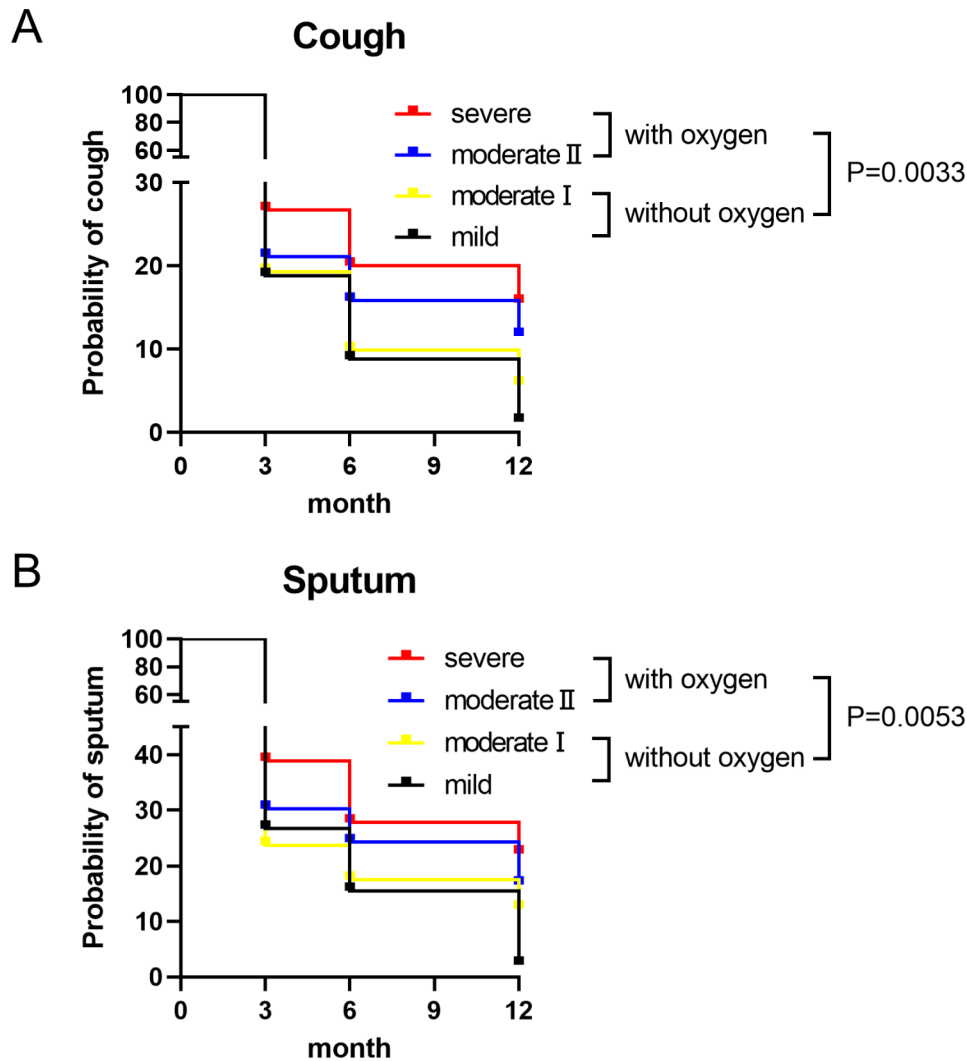 A
Cough
100
80
60
30
20
10
0
Probability of cough
severe
moderate Ⅱ
moderate Ⅰ
mild
with oxygen
without oxygen
P=0.0033
0 3 6 9 12
month
B
Sputum
100
80
60
40
30
20
10
0
Probability of sputum
severe
moderate Ⅱ
moderate Ⅰ
mild
with oxygen
without oxygen
P=0.0053
0 3 6 9 12
month